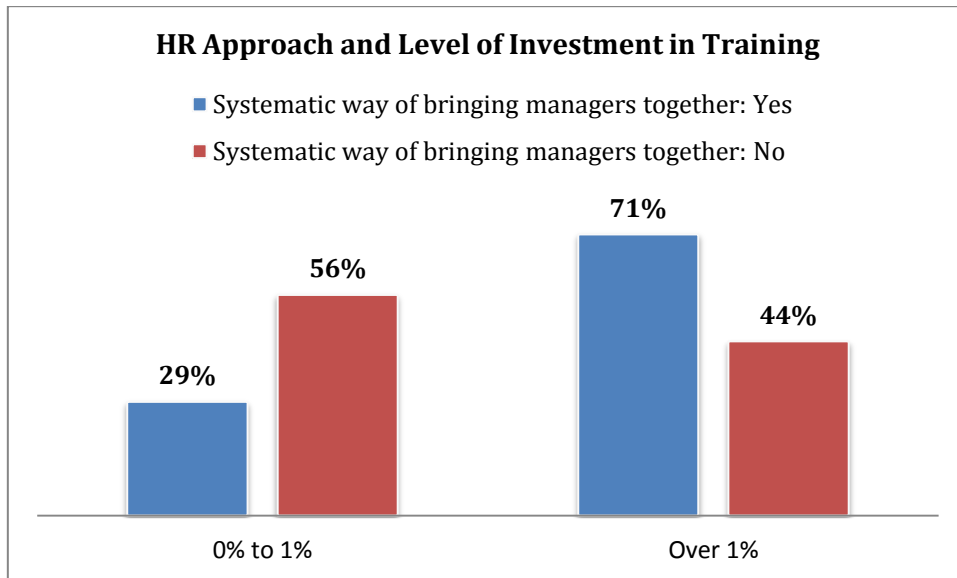 HR Approach and Level of Investment in Training
Systematic way of bringing managers together: Yes
Systematic way of bringing managers together: No
71%
56%
44%
29%
0% to 1%
Over 1%